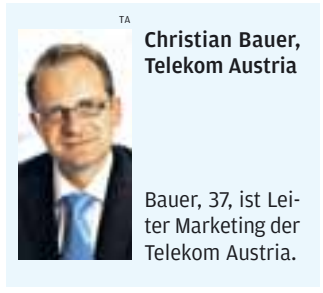 TA
Christian Bauer,
Telekom Austria
Bauer, 37, ist Lei-
ter Marketing der
Telekom Austria.